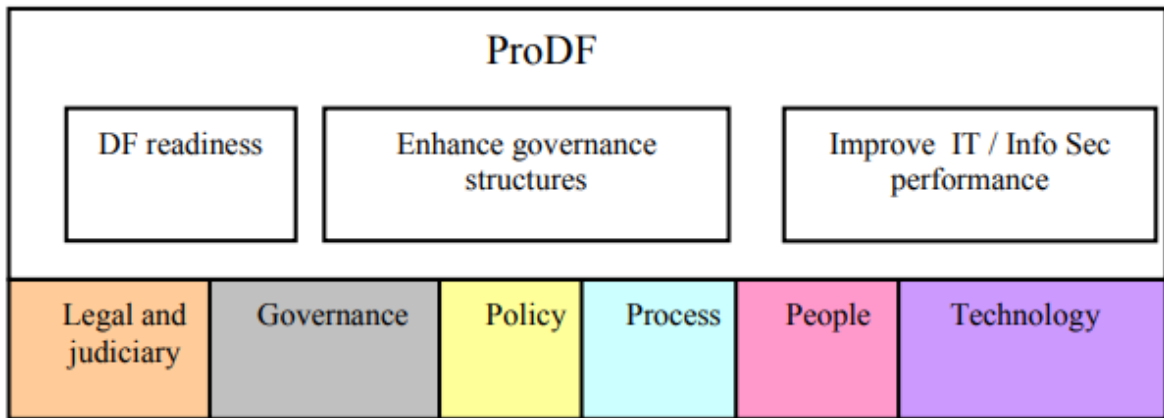 ProDF
DF readiness
Enhance governance
structures
Improve IT / Info Sec
performance
Legal and
judiciary
Governance
Policy
Process
People
Technology